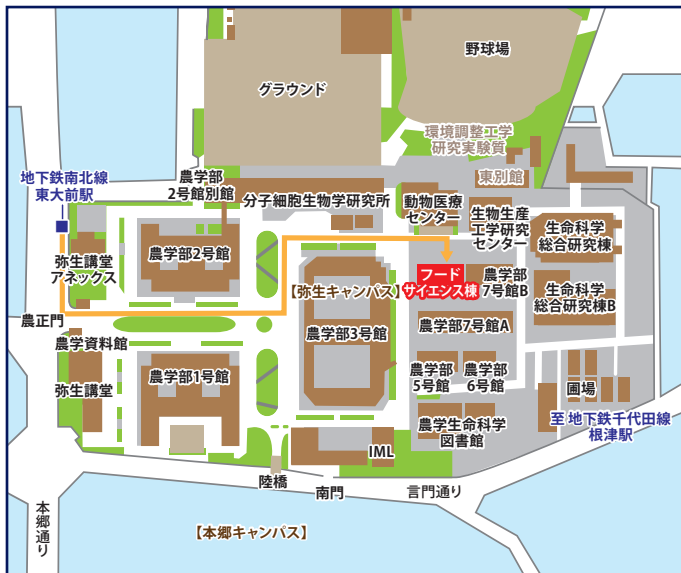 野球場
グラウンド
環境調整工学
研究実験質
地下鉄南北線
東大前駅
農学部
2号館別館
東別館
分子細胞生物学研究所
動物医療
センター
生物生産
工学研究
センター
生命科学
総合研究棟
弥生講堂
アネックス
農学部2号館
フード
サイエンス棟
農学部
7号館B
生命科学
総合研究棟B
【弥生キャンパス】
農正門
農学部7号館A
農学資料館
農学部3号館
弥生講堂
農学部1号館
農学部
5号館
農学部
6号館
圃場
農学生命科学
図書館
至 地下鉄千代田線
根津駅
IML
陸橋
南門
言門通り
本郷通り
【本郷キャンパス】